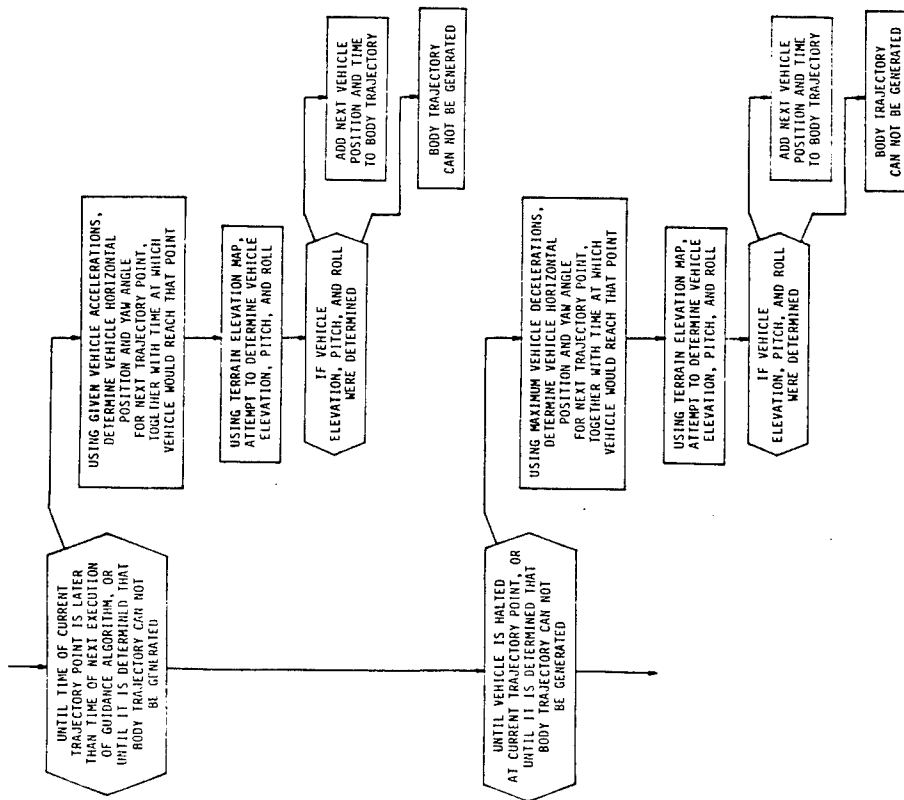 UNTIL TIME OF CURRENT
TRAJECTORY POINT IS LATER
THAN TIME OF NEXT EXECUTION
OF GUIDANCE ALGORITHM, OR
UNTIL IT IS DETERMINED THAT
BODY TRAJECTORY CAN NOT
BE GENERATED
USING GIVEN VEHICLE ACCELERATIONS,
DETERMINE VEHICLE HORIZONTAL
POSITION AND YAW ANGLE
FOR NEXT TRAJECTORY POINT,
TOGETHER WITH TIME AT WHICH
VEHICLE WOULD REACH THAT POINT
USING TERRAIN ELEVATION MAP,
ATTEMPT TO DETERMINE VEHICLE
ELEVATION, PITCH, AND ROLL
IF VEHICLE
ELEVATION, PITCH, AND ROLL
WERE DETERMINED
ADD NEXT VEHICLE
POSITION AND TIME
TO BODY TRAJECTORY
BODY TRAJECTORY
CAN NOT BE GENERATED
UNTIL VEHICLE IS HALTED
AT CURRENT TRAJECTORY POINT, OR
UNTIL IT IS DETERMINED THAT
BODY TRAJECTORY CAN NOT
BE GENERATED
USING MAXIMUM VEHICLE DECELERATIONS,
DETERMINE VEHICLE HORIZONTAL
POSITION AND YAW ANGLE
FOR NEXT TRAJECTORY POINT,
TOGETHER WITH TIME AT WHICH
VEHICLE WOULD REACH THAT POINT
USING TERRAIN ELEVATION MAP,
ATTEMPT TO DETERMINE VEHICLE
ELEVATION, PITCH, AND ROLL
IF VEHICLE
ELEVATION, PITCH, AND ROLL
WERE DETERMINED
ADD NEXT VEHICLE
POSITION AND TIME
TO BODY TRAJECTORY
BODY TRAJECTORY
CAN NOT BE GENERATED